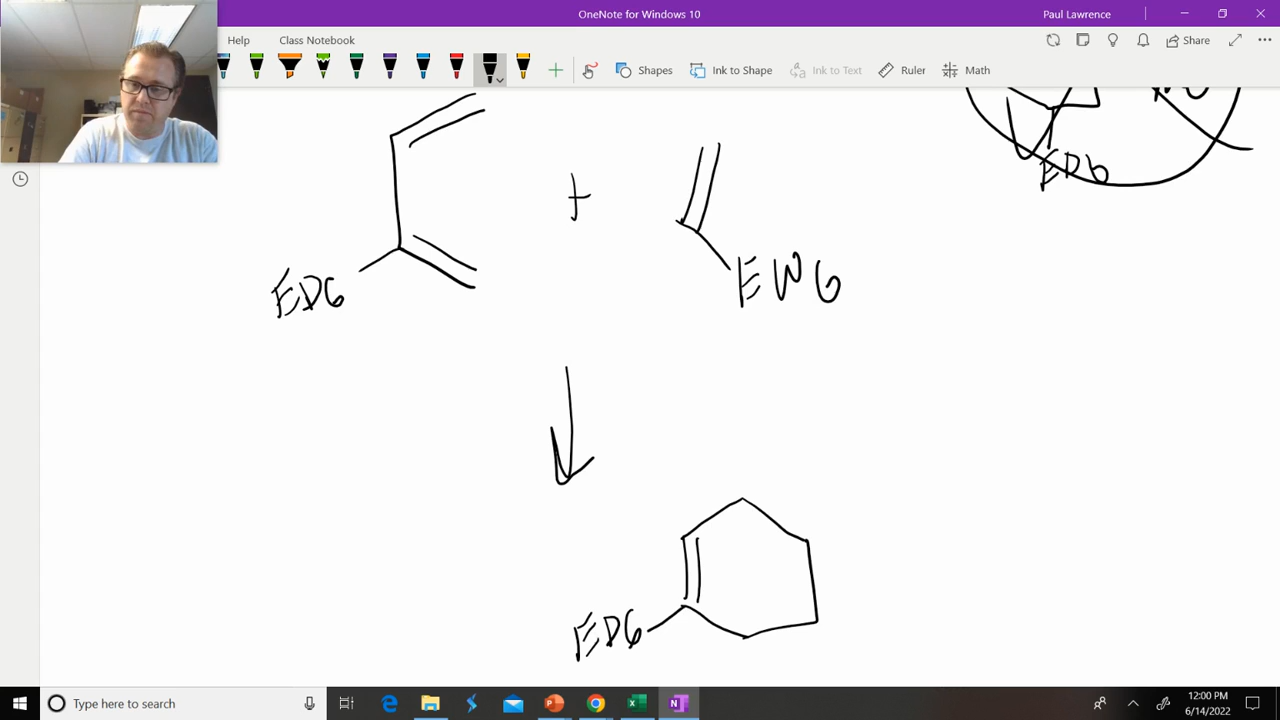 OneNote for Windows 10
Paul Lawrence
Help
Class Notebook
Share
Shapes
Ink to Shape
Ink to Text
Ruler
Math
EDG
+
EDG
EWG
EDG
Type here to search
12:00 PM
6/14/2022